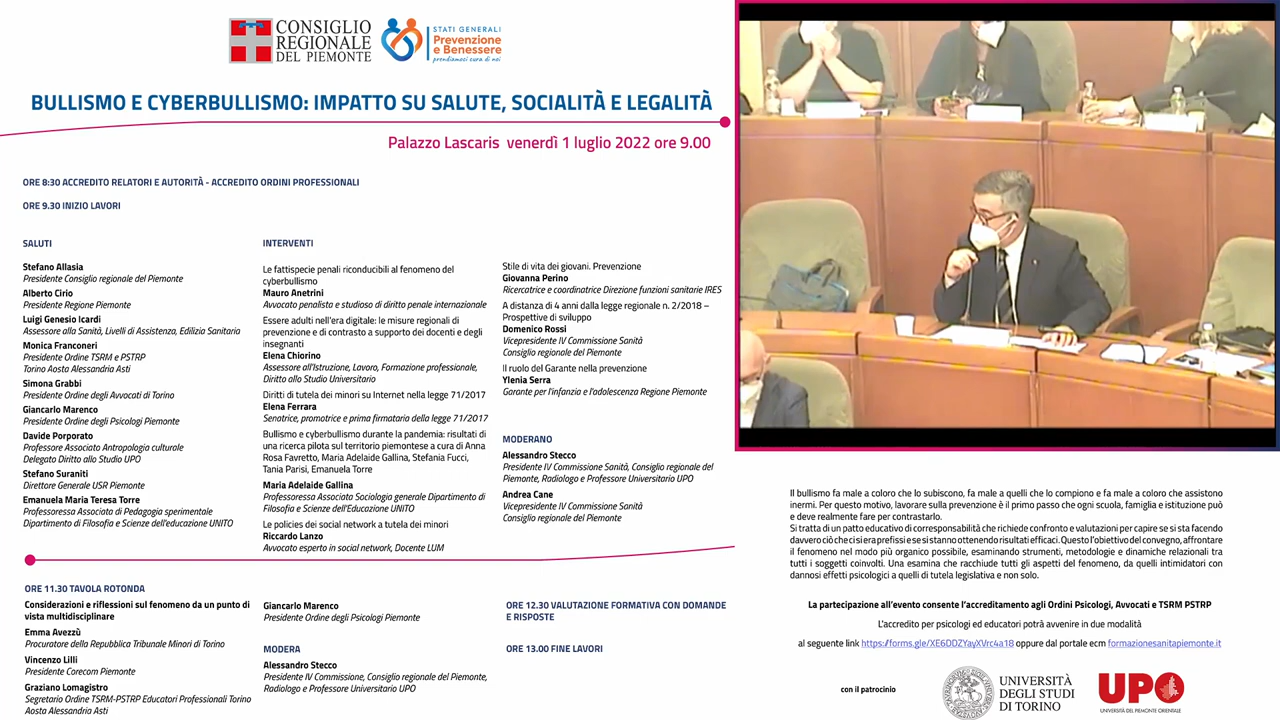 CONSIGLIO
REGIONALE
DEL PIEMONTE
STATI GENERALI
Prevenzione
e Benessere
prendiamoci cura di noi
BULLISMO E CYBERBULLISMO: IMPATTO SU SALUTE, SOCIALITÀ E LEGALITÀ
Palazzo Lascaris venerdì 1 luglio 2022 ore 9.00
ORE 8:30 ACCREDITO RELATORI E AUTORITÀ - ACCREDITO ORDINI PROFESSIONALI
ORE 9.30 INIZIO LAVORI
SALUTI
Stefano Allasia
Presidente Consiglio regionale del Piemonte
Alberto Cirio
Presidente Regione Piemonte
Luigi Genesio Icardi
Assessore alla Sanità, Livelli di Assistenza, Edilizia Sanitaria
Monica Franconeri
Presidente Ordine TSRM e PSTRP
Torino Aosta Alessandria Asti
Simona Grabbi
Presidente Ordine degli Avvocati di Torino
Giancarlo Marenco
Presidente Ordine degli Psicologi Piemonte
Davide Porporato
Professore Associato Antropologia culturale
Delegato Diritto allo Studio UPO
Stefano Suraniti
Direttore Generale USR Piemonte
Emanuela Maria Teresa Torre
Professoressa Associato di Pedagogia sperimentale
Dipartimento di Filosofia e Scienze dell'educazione UNITO
INTERVENTI
Le fattispecie penali riconducibili al fenomeno del
cyberbullismo
Mauro Anetrini
Avvocato penalista e studioso di diritto penale internazionale
Essere adulti nell'era digitale: le misure regionali di
prevenzione e di contrasto a supporto dei docenti e degli
insegnanti
Elena Chiorino
Assessore all'Istruzione, Lavoro, Formazione professionale,
Diritto allo Studio Universitario
Diritti di tutela dei minori su Internet nella legge 71/2017
Elena Ferrara
Senatrice, promotrice e prima firmataria della legge 71/2017
Bullismo e cyberbullismo durante la pandemia: risultati di
una ricerca pilota sul territorio piemontese a cura di Anna
Rosa Favretto, Maria Adelaide Gallina, Stefania Fucci,
Tania Parisi, Emanuela Torre
Maria Adelaide Gallina
Professoressa Associato Sociologia generale Dipartimento di
Filosofia e Scienze dell'Educazione UNITO
Le policies dei social network a tutela dei minori
Riccardo Lanzo
Avvocato esperto in social network, Docente LUM
Stile di vita dei giovani. Prevenzione
Giovanna Perino
Ricercatrice e coordinatrice Direzione funzioni sanitarie IRES
A distanza di 4 anni dalla legge regionale n. 2/2018 –
Prospettive di sviluppo
Domenico Rossi
Vicepresidente IV Commissione Sanità
Consiglio regionale del Piemonte
Il ruolo del Garante nella prevenzione
Ylenia Serra
Garante per l'infanzia e l'adolescenza Regione Piemonte
MODERANO
Alessandro Stecco
Presidente IV Commissione Sanità, Consiglio regionale del
Piemonte, Radiologo e Professore Universitario UPO
Andrea Cane
Vicepresidente IV Commissione Sanità
Consiglio regionale del Piemonte
ORE 11.30 TAVOLA ROTONDA
Considerazioni e riflessioni sul fenomeno da un punto di
vista multidisciplinare
Emma Avezzù
Procuratore della Repubblica Tribunale Minori di Torino
Vincenzo Lilli
Presidente Corecom Piemonte
Graziano Lomagistro
Segretario Ordine TSRM-PSTRP Educatori Professionali Torino
Aosta Alessandria Asti
Giancarlo Marenco
Presidente Ordine degli Psicologi Piemonte
MODERA
Alessandro Stecco
Presidente IV Commissione, Consiglio regionale del Piemonte,
Radiologo e Professore Universitario UPO
ORE 12.30 VALUTAZIONE FORMATIVA CON DOMANDE
E RISPOSTE
ORE 13.00 FINE LAVORI
Il bullismo fa male a coloro che lo subiscono, fa male a quelli che lo compiono e fa male a coloro che assistono
inermi. Per questo motivo, lavorare sulla prevenzione è il primo passo che ogni scuola, famiglia e istituzione può
e deve realmente fare per contrastarlo.
Si tratta di un patto educativo di corresponsabilità che richiede confronto e valutazioni per capire se si sta facendo
davvero ciò che ci si era prefissi e se si stanno ottenendo risultati efficaci. Questo l'obiettivo del convegno, affrontare
il fenomeno nel modo più organico possibile, esaminando strumenti, metodologie e dinamiche relazionali tra
tutti i soggetti coinvolti. Una esamina che racchiude tutti gli aspetti del fenomeno, da quelli intimidatori con
dannosi effetti psicologici a quelli di tutela legislativa e non solo.
La partecipazione all'evento consente l'accreditamento agli Ordini Psicologi, Avvocati e TSRM PSTRP
L'accredito per psicologi ed educatori potrà avvenire in due modalità
al seguente link https://forms.gle/XE6DDZYayXVrc4a18 oppure dal portale ecm formazionesanitapiemonte.it
con il patrocinio
UNIVERSITÀ
DEGLI STUDI
DI TORINO
UPO
UNIVERSITÀ DEL PIEMONTE ORIENTALE